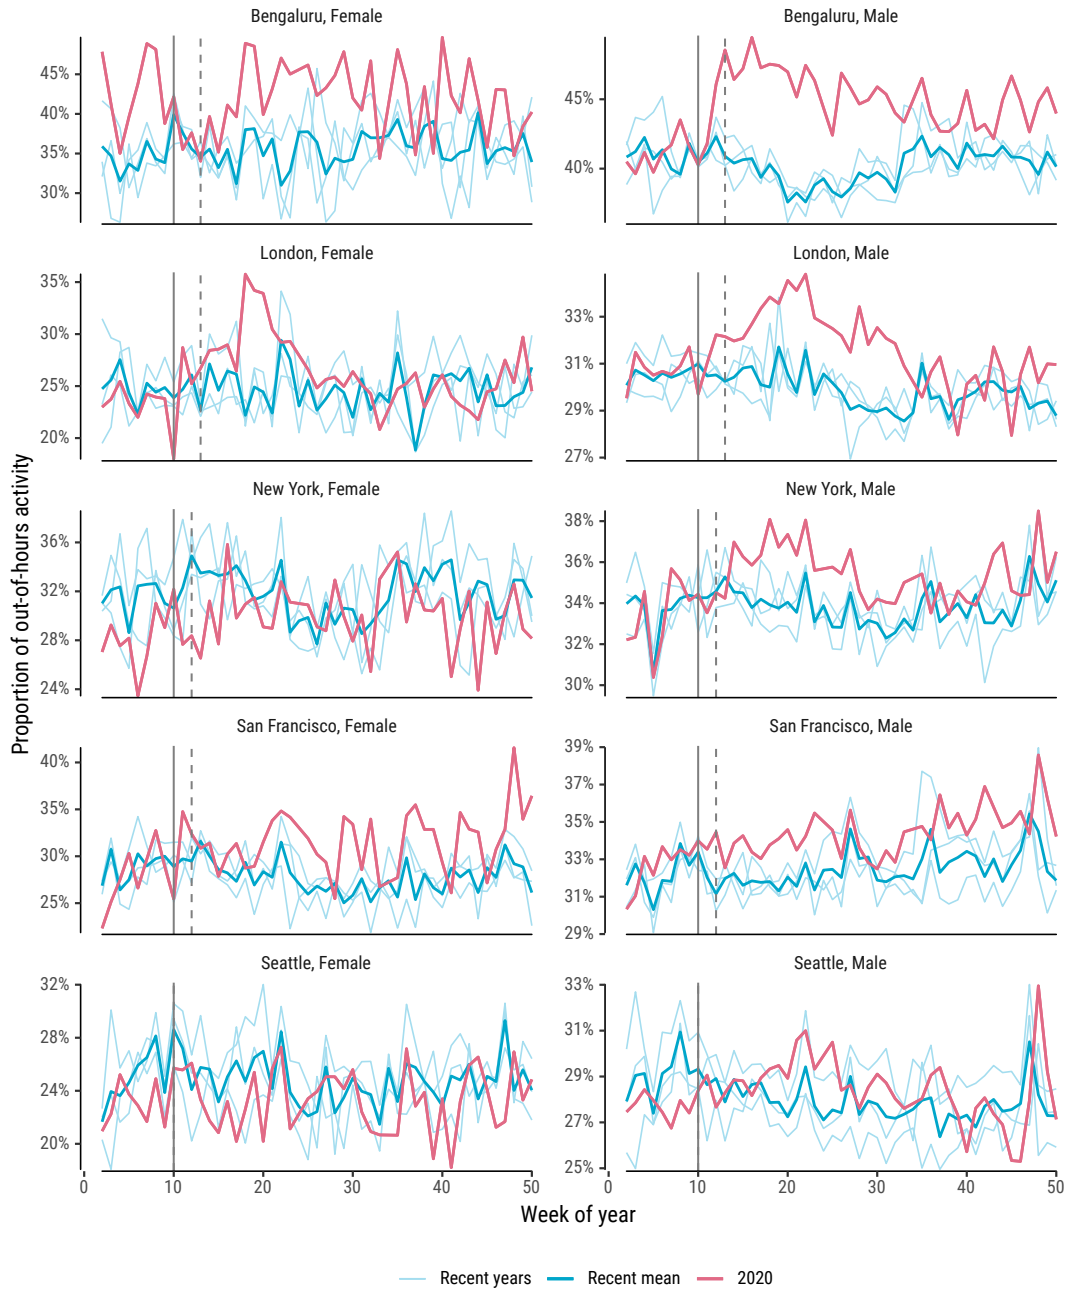 Bengaluru, Female
Bengaluru, Male
45%
40%
35%
30%
45%
40%
London, Female
London, Male
35%
30%
25%
20%
33%
31%
29%
27%
New York, Female
New York, Male
36%
32%
28%
24%
38%
36%
34%
32%
30%
San Francisco, Female
San Francisco, Male
40%
35%
30%
25%
39%
37%
35%
33%
31%
29%
Seattle, Female
Seattle, Male
32%
28%
24%
20%
33%
31%
29%
27%
25%
0 10 20 30 40 50
0 10 20 30 40 50
Proportion of out-of-hours activity
Week of year
Recent years Recent mean 2020